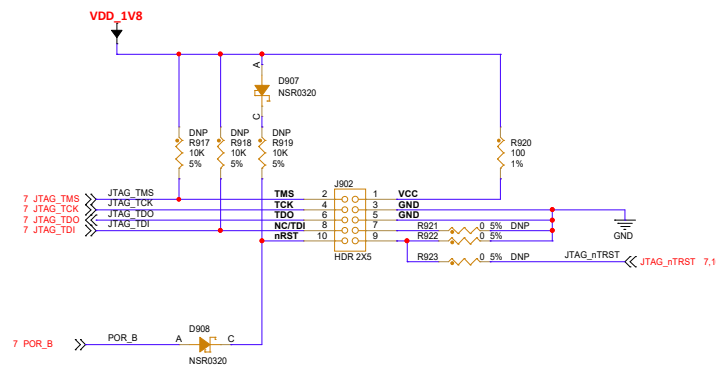 VDD_1V8
A
D907
NSR0320
C
DNP
R917
10K
5%
DNP
R918
10K
5%
DNP
R919
10K
5%
R920
100
1%
J902
7 JTAG_TMS JTAG_TMS TMS 2 1 VCC
7 JTAG_TCK JTAG_TCK TCK 4 3 GND
7 JTAG_TDO JTAG_TDO TDO 6 5 GND
7 JTAG_TDI JTAG_TDI NC/TDI 8 7 R921 0 5% DNP
nRST 10 9 R922 0 5%
GND
HDR 2X5
R923 0 5% DNP JTAG_nTRST JTAG_nTRST 7,1
D908
7 POR_B POR_B A C
NSR0320